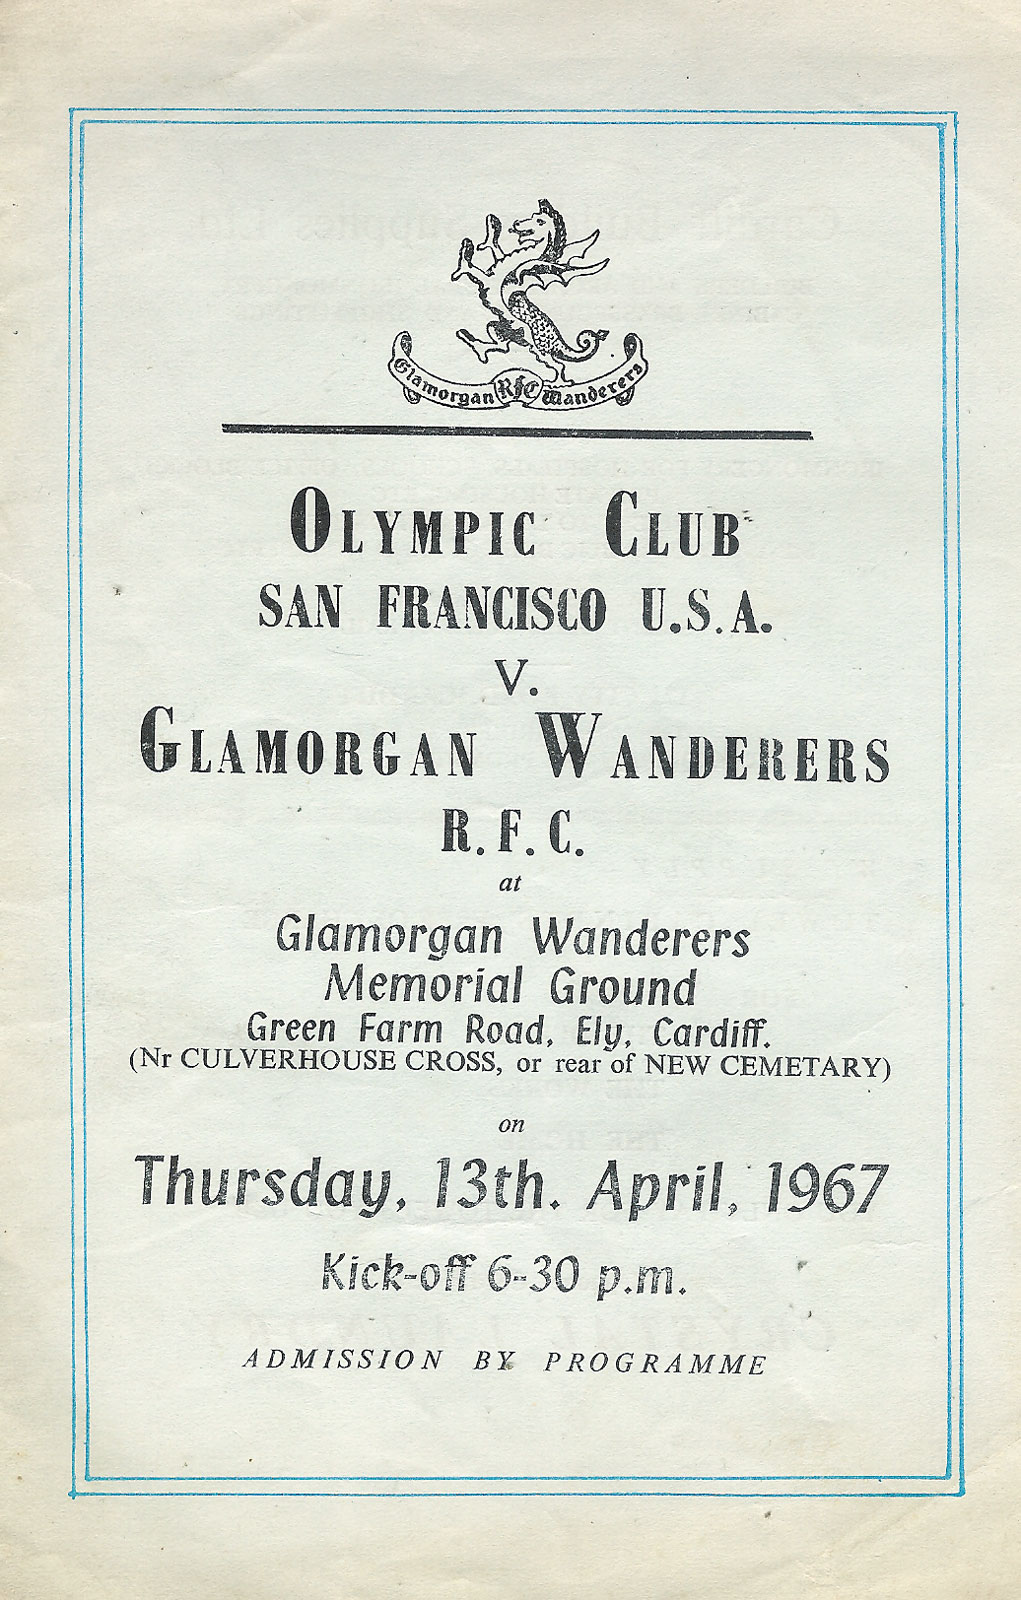 Glamorgan RFC Wanderers
OLYMPIC CLUB
SAN FRANCISCO U.S.A.
V.
GLAMORGAN WANDERERS
R.F.C.
at
Glamorgan Wanderers
Memorial Ground
Green Farm Road, Ely, Cardiff.
(Nr CULVERHOUSE CROSS, or rear of NEW CEMETARY)
on
Thursday, 13th. April, 1967
Kick-off 6-30 p.m.
ADMISSION BY PROGRAMME